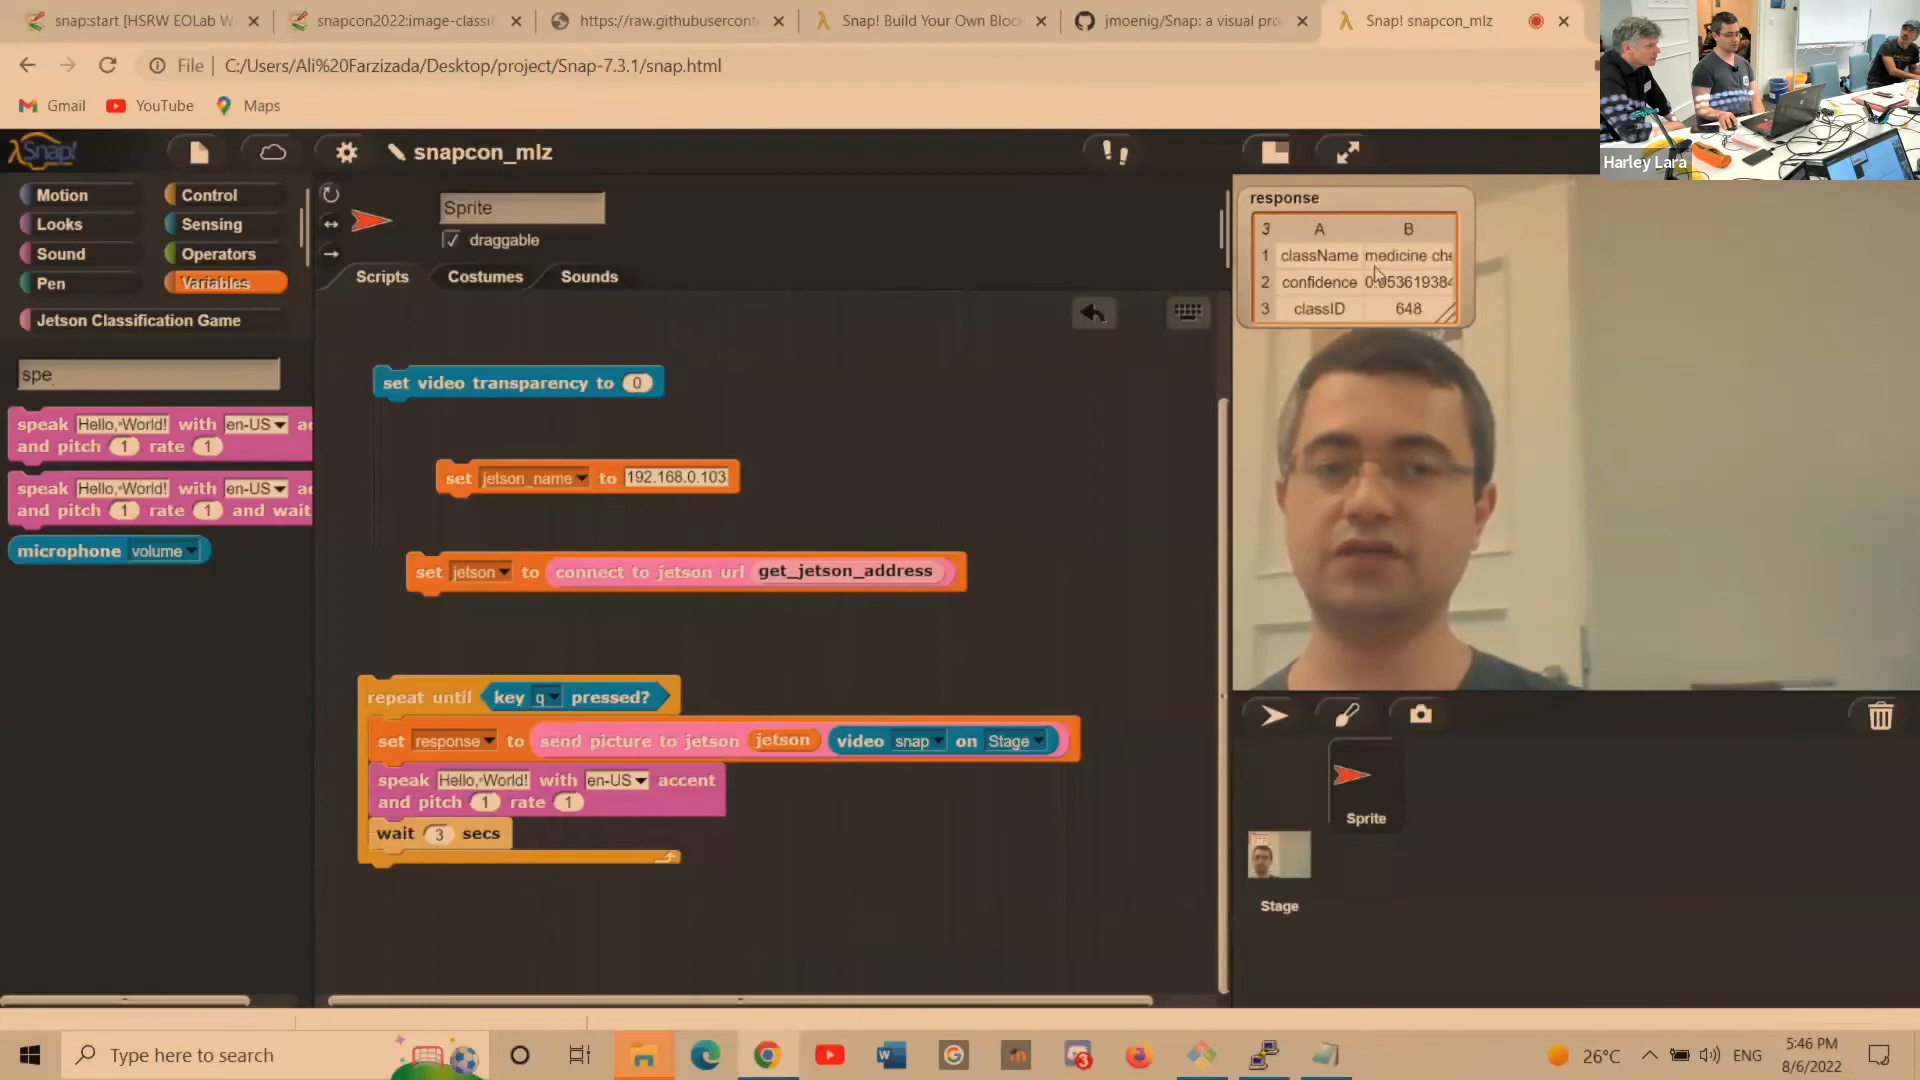 snap:start [HSRW EOLab W
snapcon2022:image-classif
https://raw.githubusercont
Snap! Build Your Own Block
jmoenig/Snap: a visual pro
Snap! snapcon_mlz
File
C:/Users/Ali%20Farzizada/Desktop/project/Snap-7.3.1/snap.html
Gmail
YouTube
Maps
Harley Lara
Snap!
snapcon_mlz
Motion
Control
Looks
Sensing
Sound
Operators
Pen
Variables
Jetson Classification Game
spe
speak Hello, World! with en-US ac
and pitch 1 rate 1
speak Hello, World! with en-US ac
and pitch 1 rate 1 and wait
microphone volume
Sprite
draggable
Scripts
Costumes
Sounds
set video transparency to 0
set jetson_name to 192.168.0.103
set jetson to connect to jetson url get_jetson_address
repeat until key q pressed?
set response to send picture to jetson jetson video snap on Stage
speak Hello, World! with en-US accent
and pitch 1 rate 1
wait 3 secs
response
3 A B
1 className medicine che
2 confidence
3 classID 648
Sprite
Stage
Type here to search
3
26°C
ENG
5:46 PM
8/6/2022